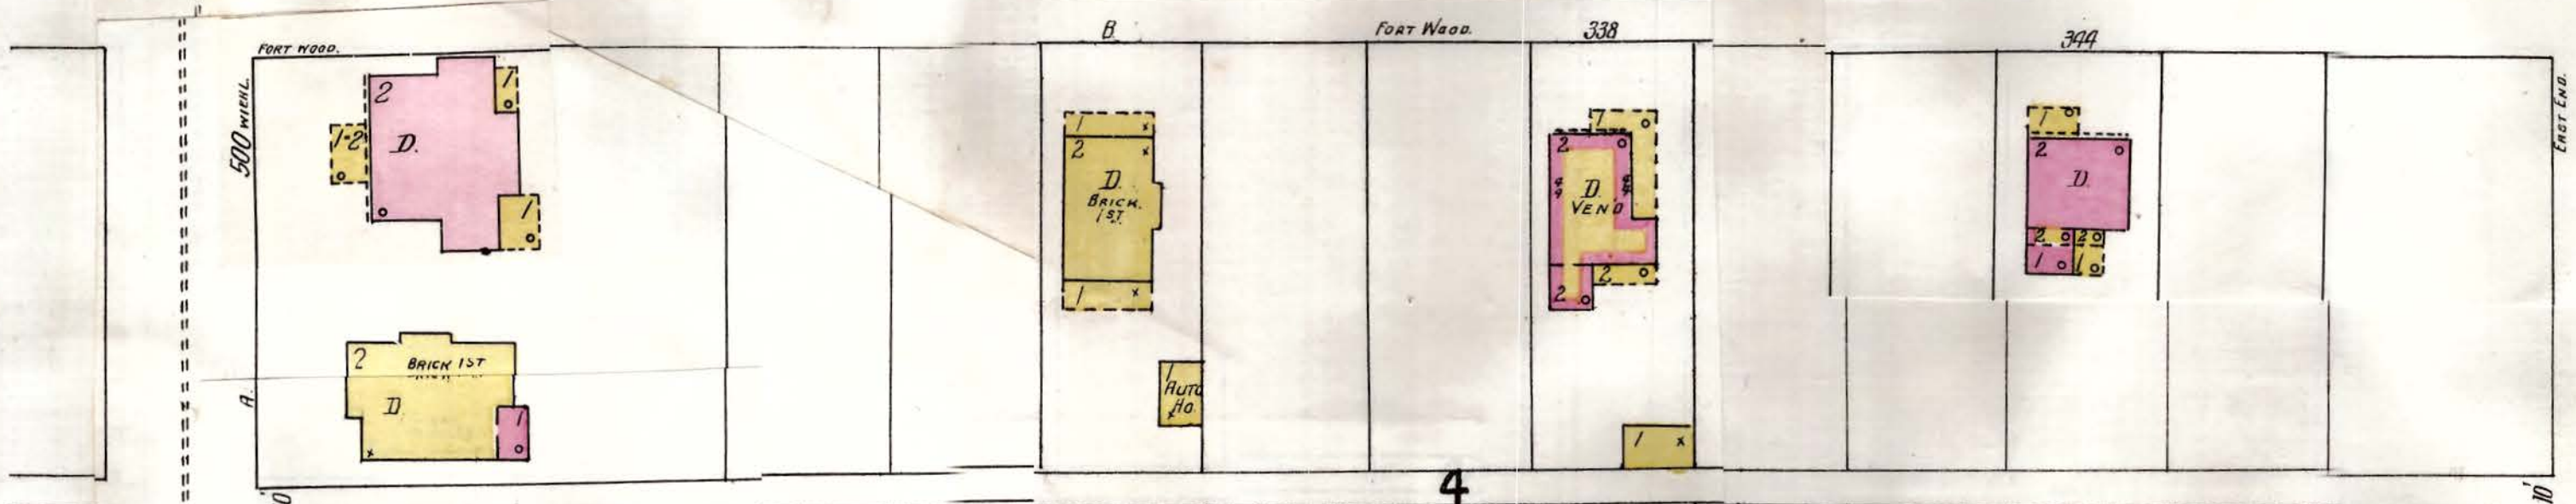 FORT WOOD.
B
FORT WOOD.
338
344
500 WIEHL.
EAST END.
2
1
1-2
D.
1
1
x
2
x
D.
BRICK.
1ST.
1
x
1
2
D.
VEN'D
2
2
1
2
D.
2
2
1
1
A.
2
BRICK 1ST
D.
x
1
1
AUTO
HO.
x
1
x
4
10'